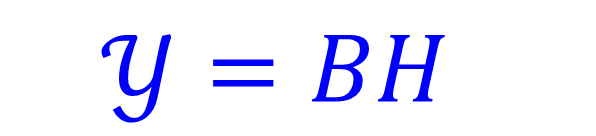 𝒴 = BH